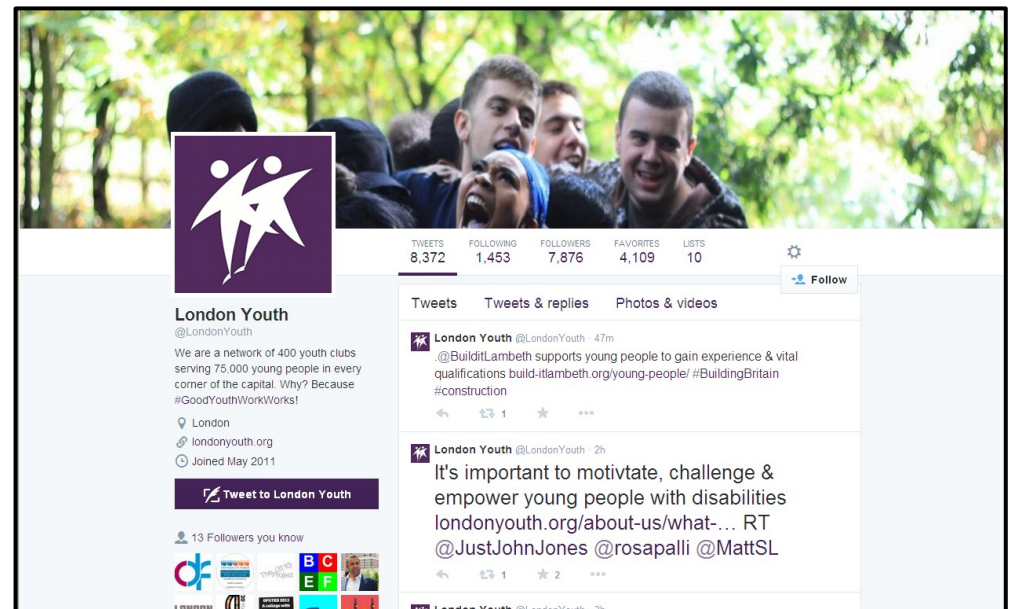 TWEETS FOLLOWING FOLLOWERS FAVORITES LISTS
8,372 1,453 7,876 4,109 10
Follow
London Youth
@LondonYouth
We are a network of 400 youth clubs
serving 75,000 young people in every
corner of the capital. Why? Because
#GoodYouthWorkWorks!
London
londonyouth.org
Joined May 2011
Tweet to London Youth
13 Followers you know
B C
E F
LONDON
Tweets Tweets & replies Photos & videos
London Youth @LondonYouth · 47m
.@BuilditLambeth supports young people to gain experience & vital
qualifications build-itlambeth.org/young-people/ #BuildingBritain
#construction
1
London Youth @LondonYouth · 2h
It's important to motivtate, challenge &
empower young people with disabilities
londonyouth.org/about-us/what-… RT
@JustJohnJones @rosapalli @MattSL
1 2
London Youth @LondonYouth